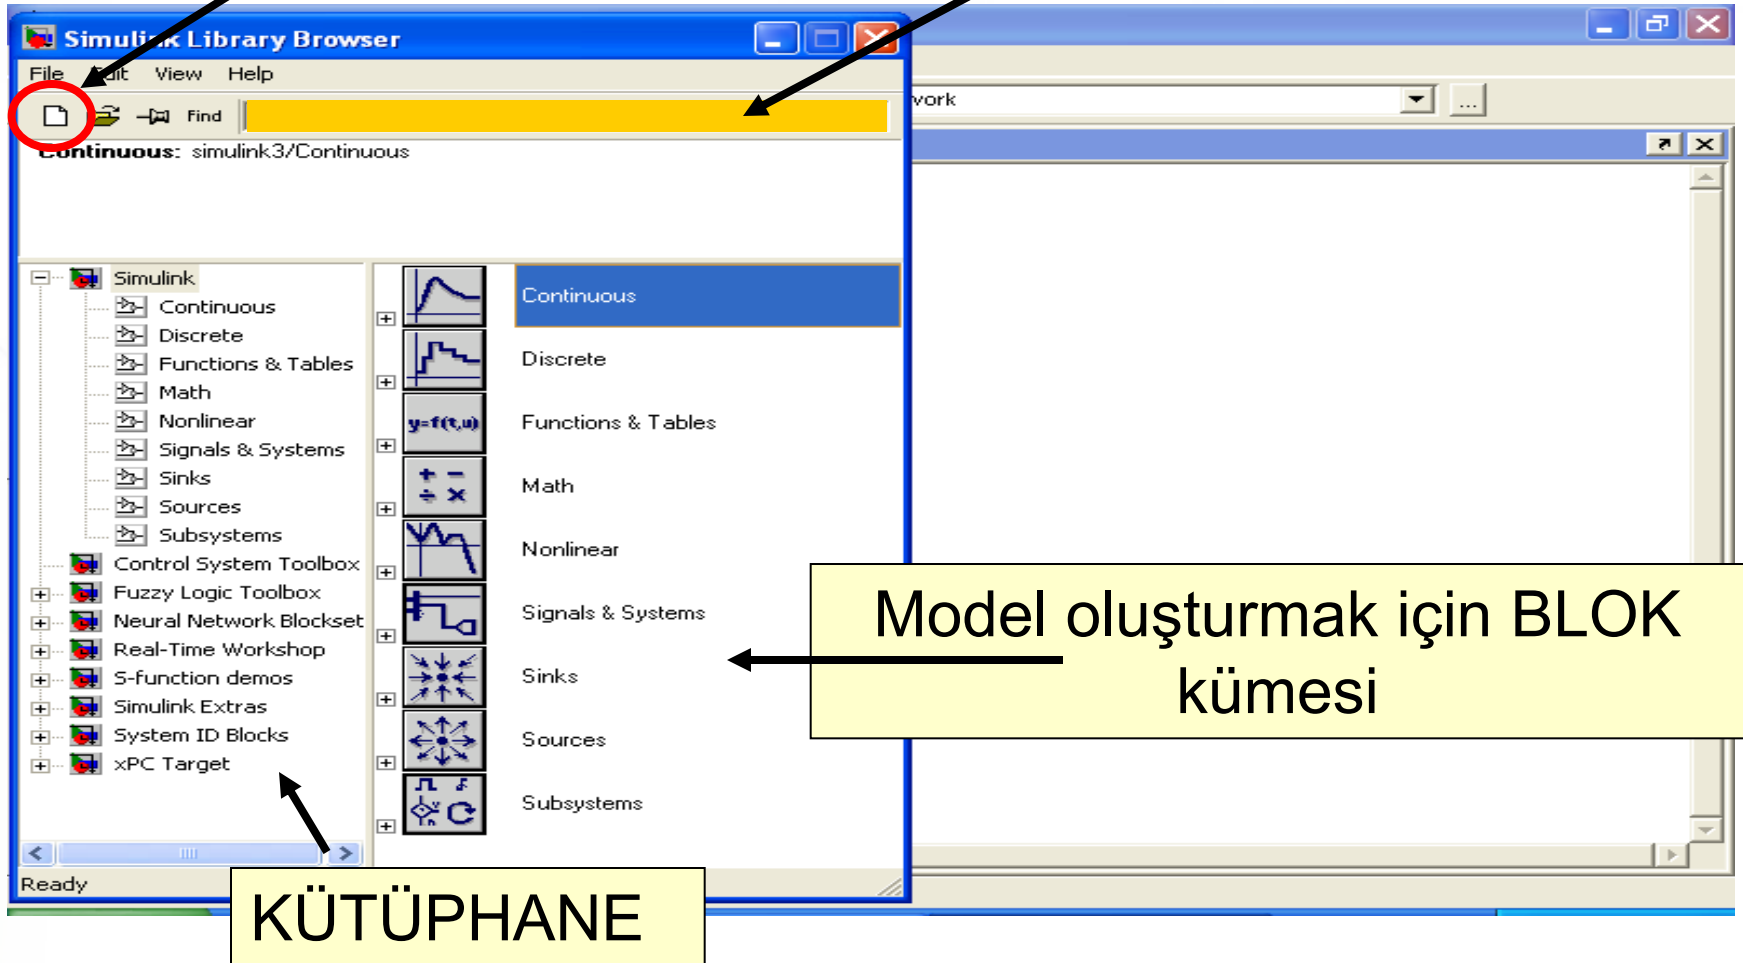 Simulink Library Browser
File Edit View Help
Find
Continuous: simulink3/Continuous
work
...
Simulink
Continuous
Discrete
Functions & Tables
Math
Nonlinear
Signals & Systems
Sinks
Sources
Subsystems
Control System Toolbox
Fuzzy Logic Toolbox
Neural Network Blockset
Real-Time Workshop
S-function demos
Simulink Extras
System ID Blocks
xPC Target
Continuous
Discrete
y=f(t,u)
Functions & Tables
Math
Nonlinear
Signals & Systems
Sinks
Sources
Subsystems
Model oluşturmak için BLOK
kümesi
Ready
KÜTÜPHANE